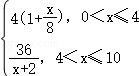 4(1+x/8), 0<x≤4
36/(x+2), 4<x≤10